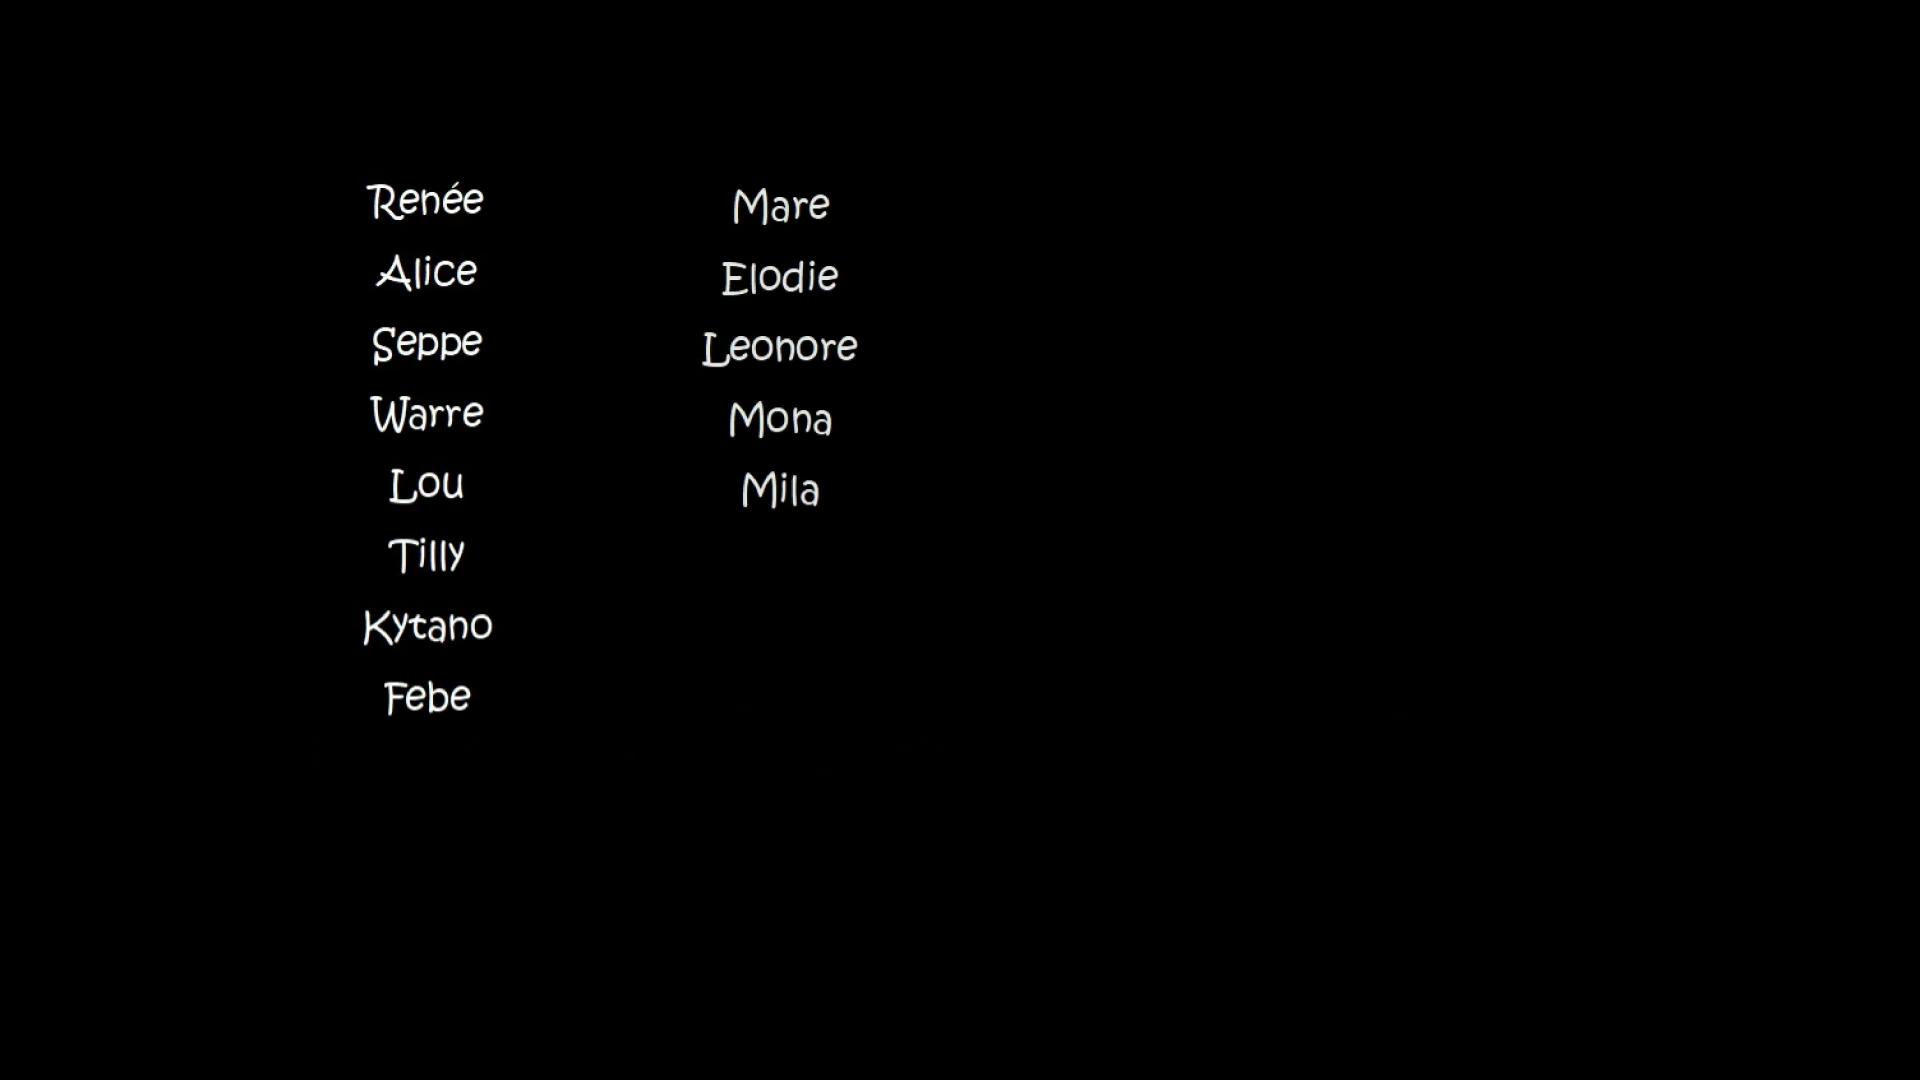 Renée
Alice
Seppe
Warre
Lou
Tilly
Kytano
Febe
Mare
Elodie
Leonore
Mona
Mila